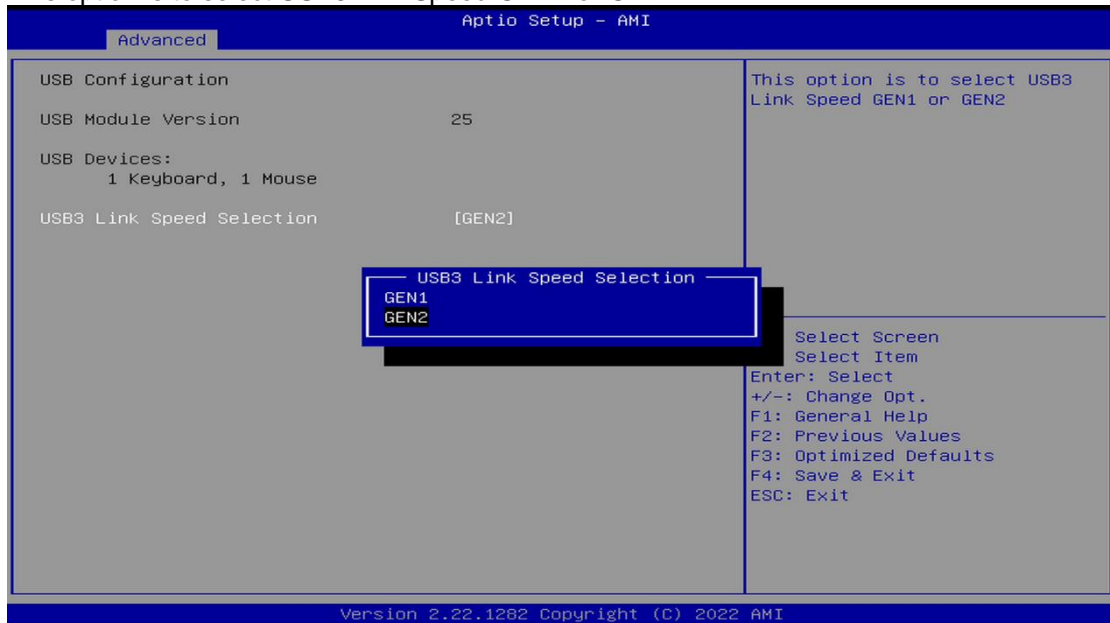 Aptio Setup – AMI
Advanced
USB Configuration
USB Module Version 25
USB Devices:
1 Keyboard, 1 Mouse
USB3 Link Speed Selection [GEN2]
This option is to select USB3
Link Speed GEN1 or GEN2
USB3 Link Speed Selection
GEN1
GEN2
Select Screen
Select Item
Enter: Select
+/-: Change Opt.
F1: General Help
F2: Previous Values
F3: Optimized Defaults
F4: Save & Exit
ESC: Exit
Version 2.22.1282 Copyright (C) 2022 AMI